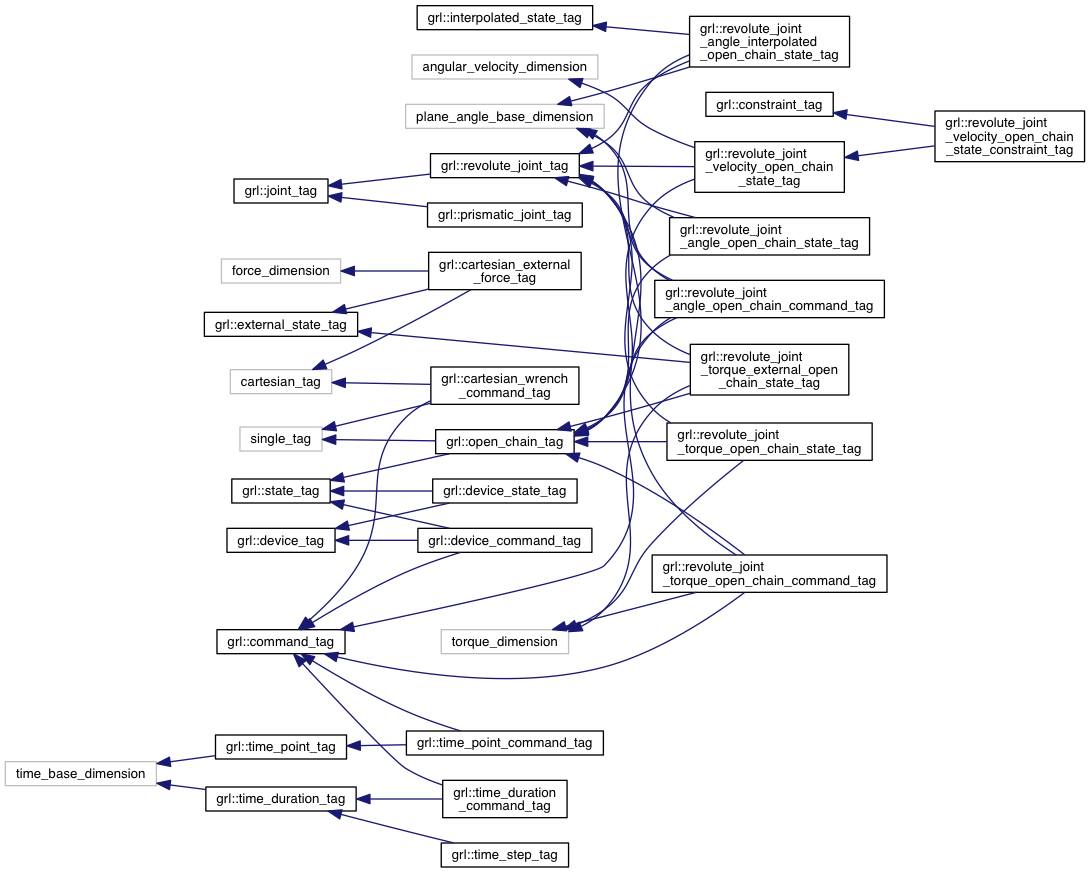 grl::interpolated_state_tag
grl::revolute_joint
_angle_interpolated
_open_chain_state_tag
angular_velocity_dimension
plane_angle_base_dimension
grl::constraint_tag
grl::revolute_joint
_velocity_open_chain
_state_constraint_tag
grl::revolute_joint_tag
grl::revolute_joint
_velocity_open_chain
_state_tag
grl::joint_tag
grl::prismatic_joint_tag
grl::revolute_joint
_angle_open_chain_state_tag
force_dimension
grl::cartesian_external
_force_tag
grl::revolute_joint
_angle_open_chain_command_tag
grl::external_state_tag
grl::revolute_joint
_torque_external_open
_chain_state_tag
cartesian_tag
grl::cartesian_wrench
_command_tag
single_tag
grl::open_chain_tag
grl::revolute_joint
_torque_open_chain_state_tag
grl::state_tag
grl::device_state_tag
grl::device_tag
grl::device_command_tag
grl::revolute_joint
_torque_open_chain_command_tag
grl::command_tag
torque_dimension
grl::time_point_tag
grl::time_point_command_tag
time_base_dimension
grl::time_duration_tag
grl::time_duration
_command_tag
grl::time_step_tag